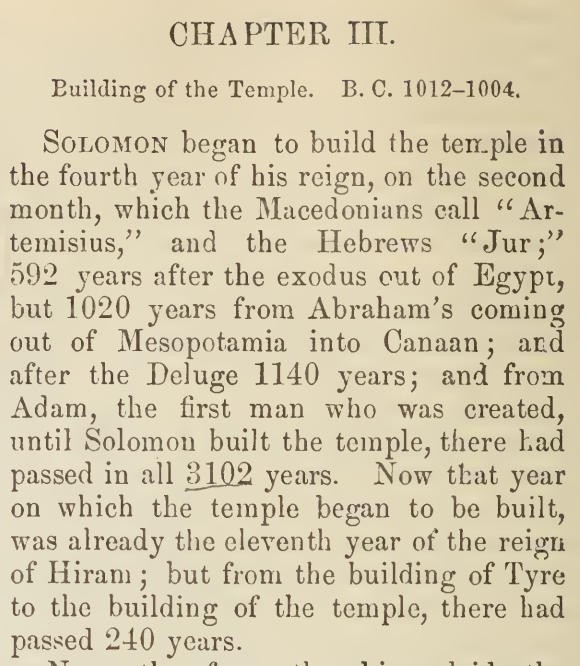 CHAPTER III.
Building of the Temple. B. C. 1012–1004.
SOLOMON began to build the temple in
the fourth year of his reign, on the second
month, which the Macedonians call “Ar-
temisius,” and the Hebrews “Jur;”
592 years after the exodus out of Egypt,
but 1020 years from Abraham’s coming
out of Mesopotamia into Canaan; and
after the Deluge 1140 years; and from
Adam, the first man who was created,
until Solomon built the temple, there had
passed in all 3102 years. Now that year
on which the temple began to be built,
was already the eleventh year of the reign
of Hiram; but from the building of Tyre
to the building of the temple, there had
passed 240 years.